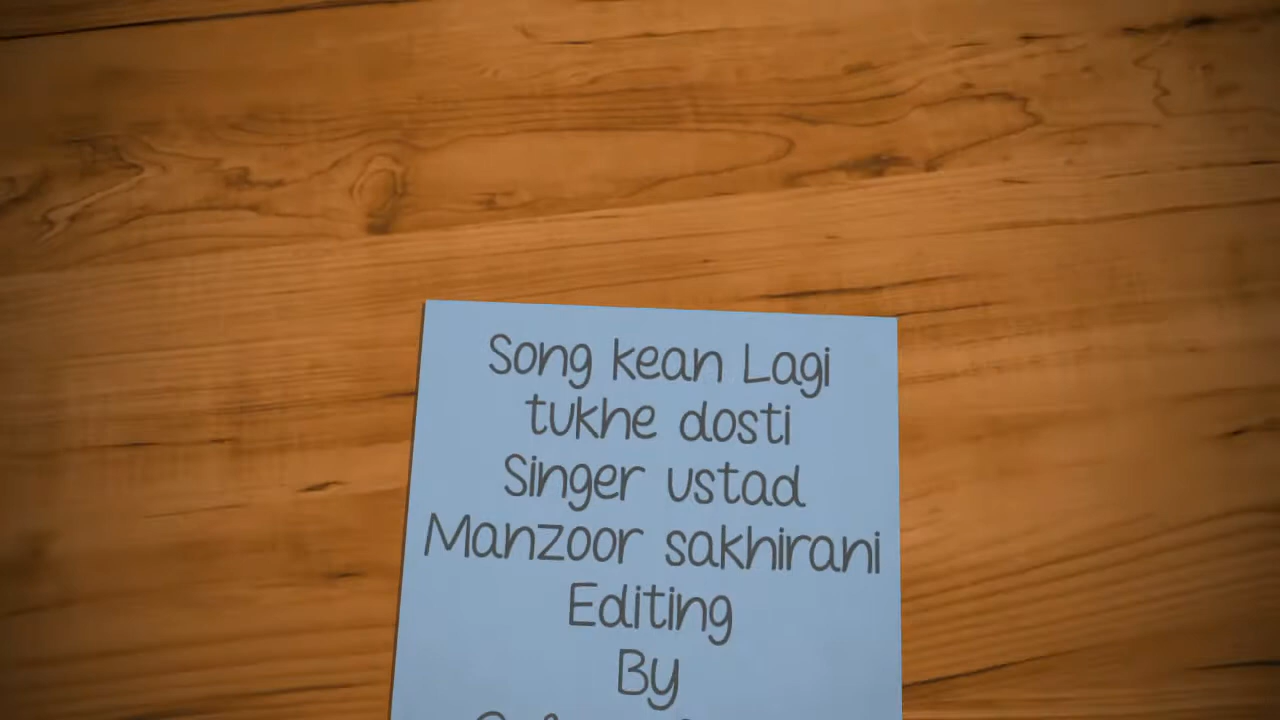 Song kean Lagi
tukhe dosti
Singer ustad
Manzoor sakhirani
Editing
By